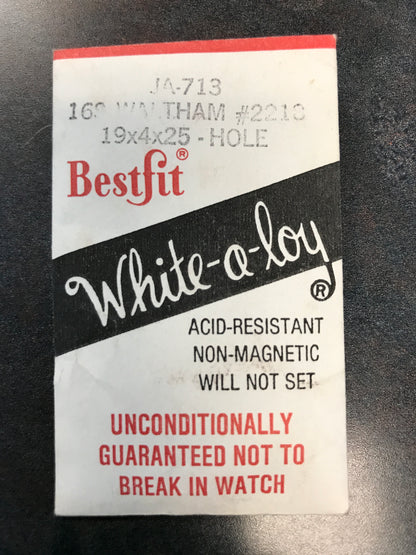 JA-713
#2213
19x4x25 - HOLE
Bestfit®
White-a-loy
®
ACID-RESISTANT
NON-MAGNETIC
WILL NOT SET
UNCONDITIONALLY
GUARANTEED NOT TO
BREAK IN WATCH